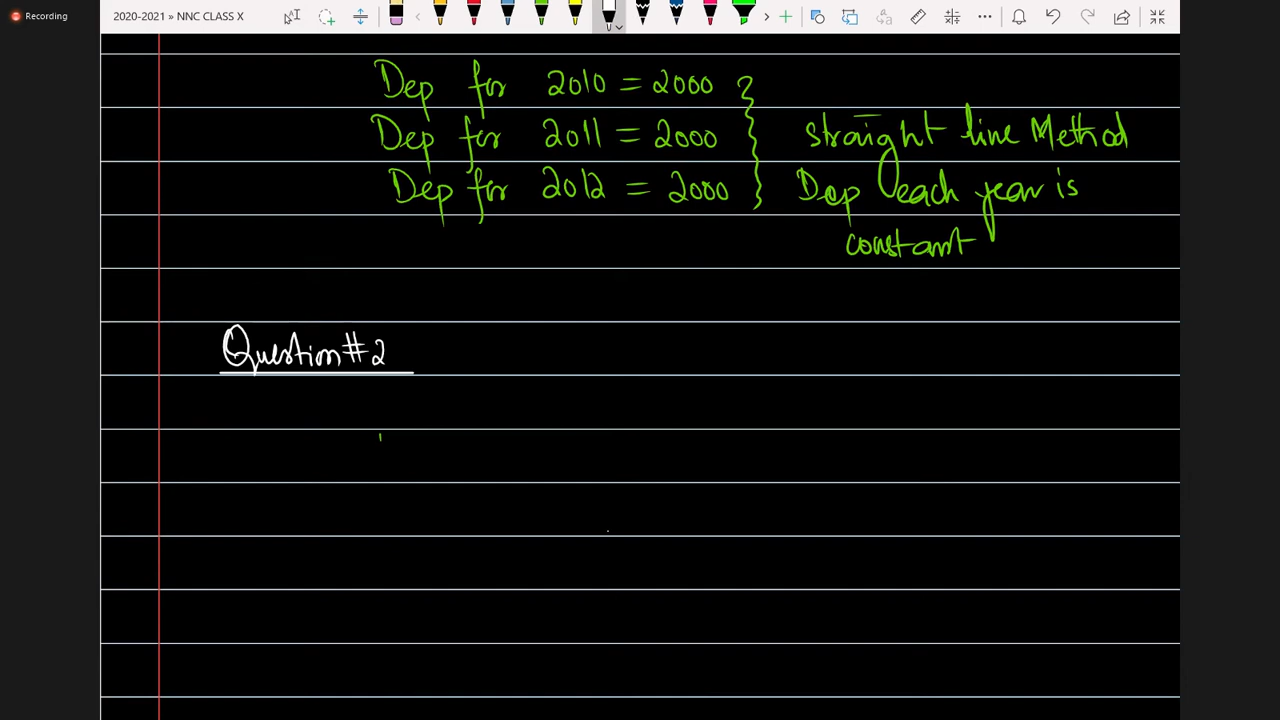 Recording
2020-2021 » NNC CLASS X
Dep for 2010 = 2000
Dep for 2011 = 2000 straight line Method
Dep for 2012 = 2000 Dep each year is
constant
Question#2